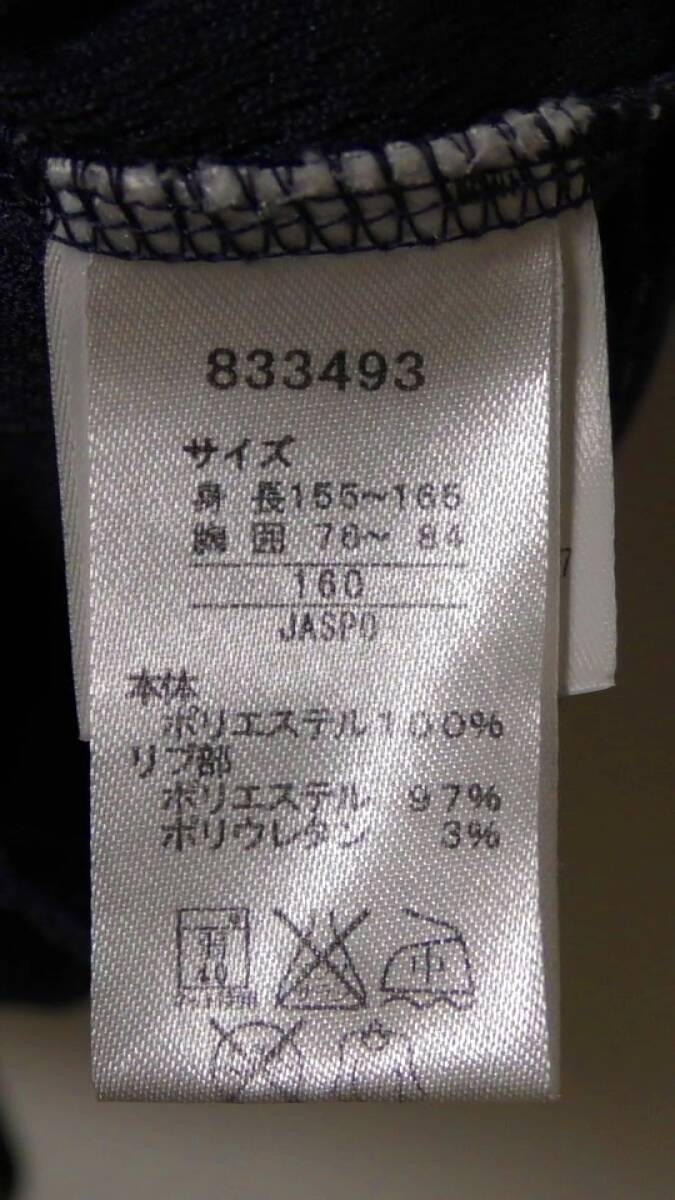 833493
サイズ
身 長155~165
胸 囲 76~ 84
160
JASPO
本体
ポリエステル100%
リブ部
ポリエステル 97%
ポリウレタン 3%
40
中
7